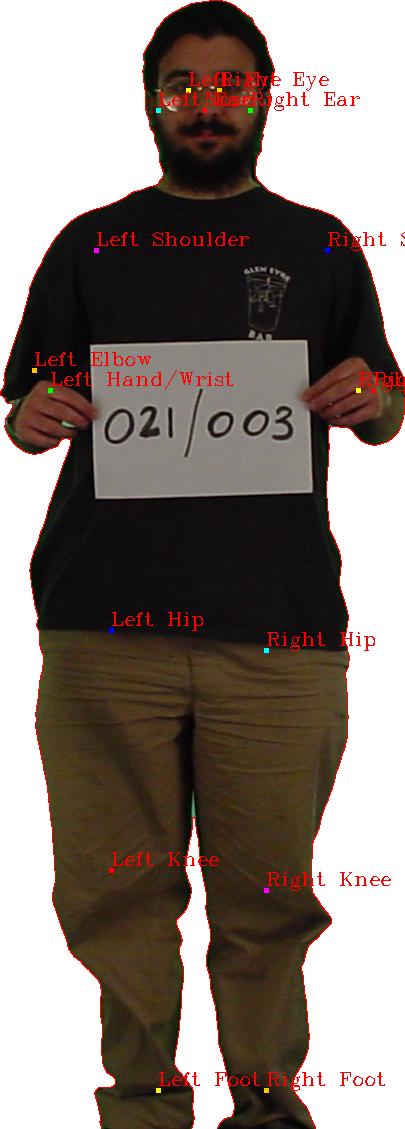 Left Eye
Right Eye
Left Ear
Nose
Right Ear
Left Shoulder
Right S
GLEN EYRE
BAR
Left Elbow
Left Hand/Wrist
021/003
Left Hip
Right Hip
Left Knee
Right Knee
Left Foot
Right Foot